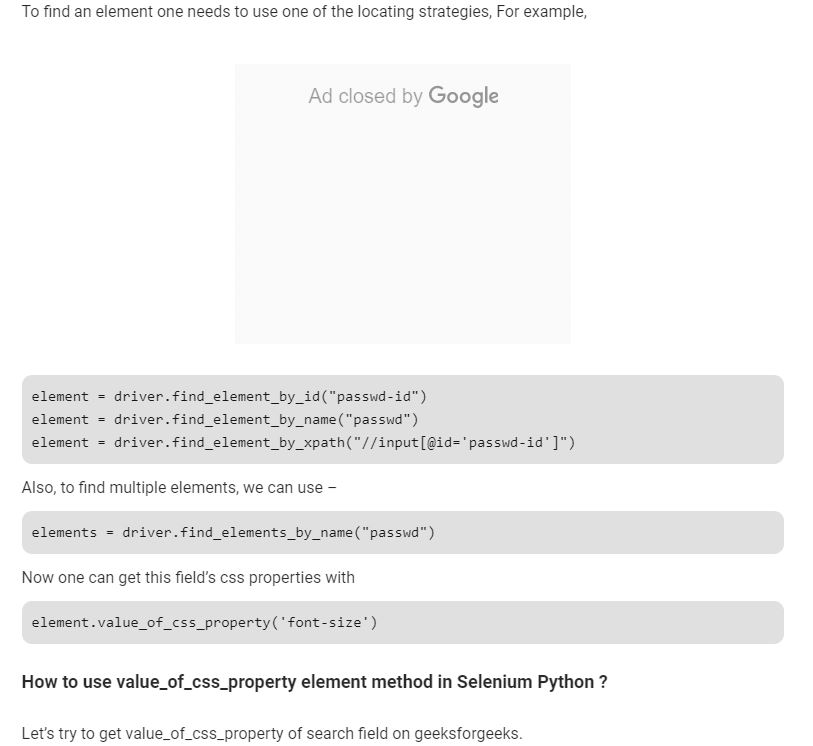 To find an element one needs to use one of the locating strategies, For example,
Ad closed by Google
element = driver.find_element_by_id("passwd-id")
element = driver.find_element_by_name("passwd")
element = driver.find_element_by_xpath("//input[@id='passwd-id']")
Also, to find multiple elements, we can use –
elements = driver.find_elements_by_name("passwd")
Now one can get this field's css properties with
element.value_of_css_property('font-size')
How to use value_of_css_property element method in Selenium Python ?
Let's try to get value_of_css_property of search field on geeksforgeeks.